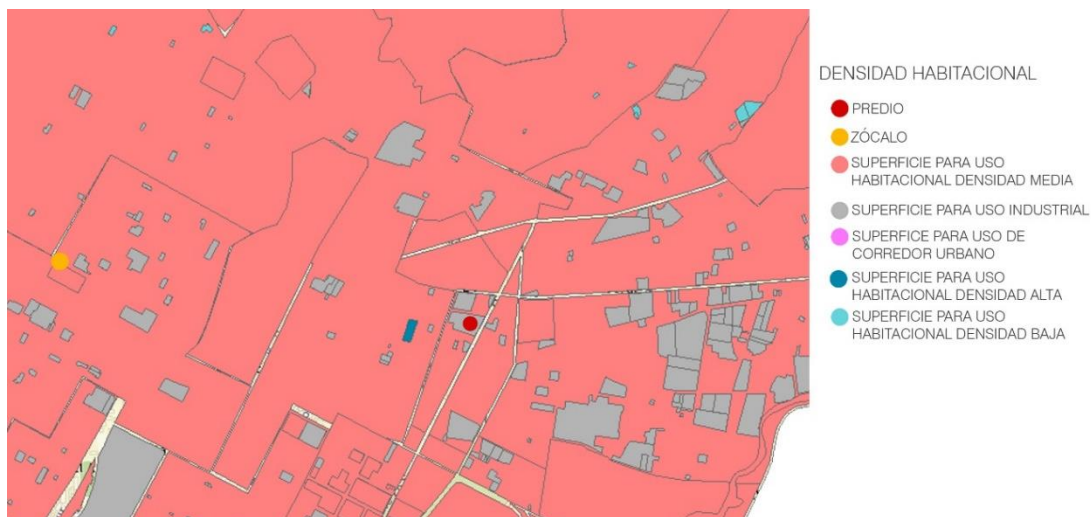 DENSIDAD HABITACIONAL
PREDIO
ZÓCALO
SUPERFICIE PARA USO
HABITACIONAL DENSIDAD MEDIA
SUPERFICIE PARA USO INDUSTRIAL
SUPERFICE PARA USO DE
CORREDOR URBANO
SUPERFICIE PARA USO
HABITACIONAL DENSIDAD ALTA
SUPERFICIE PARA USO
HABITACIONAL DENSIDAD BAJA